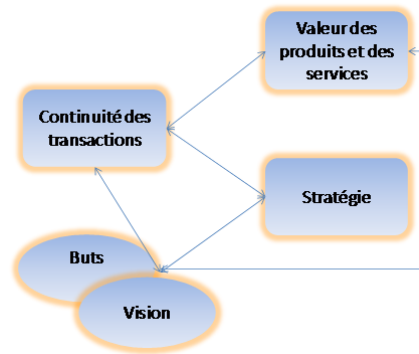 Valeur des
produits et des
services
Continuité des
transactions
Stratégie
Buts
Vision